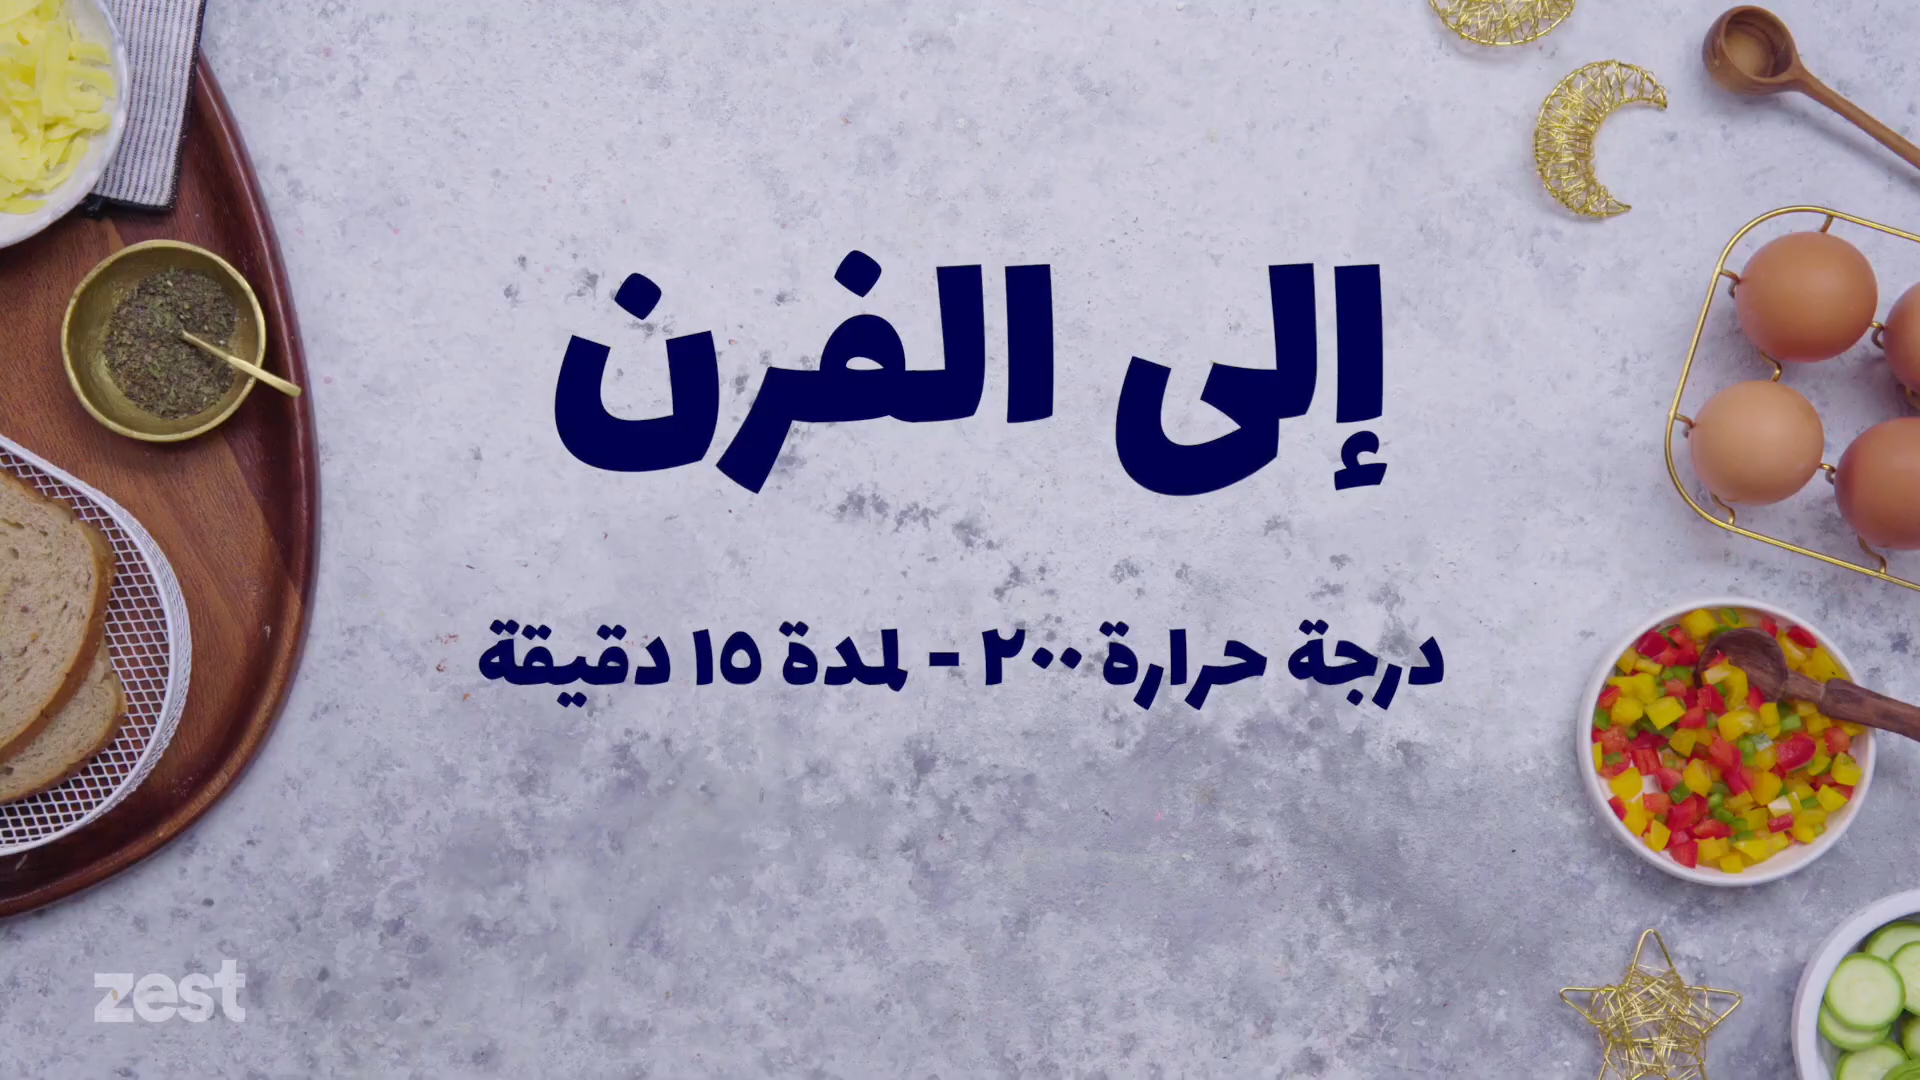 إلى الفرن
درجة حرارة ٢٠٠ - لمدة ١٥ دقيقة
zest